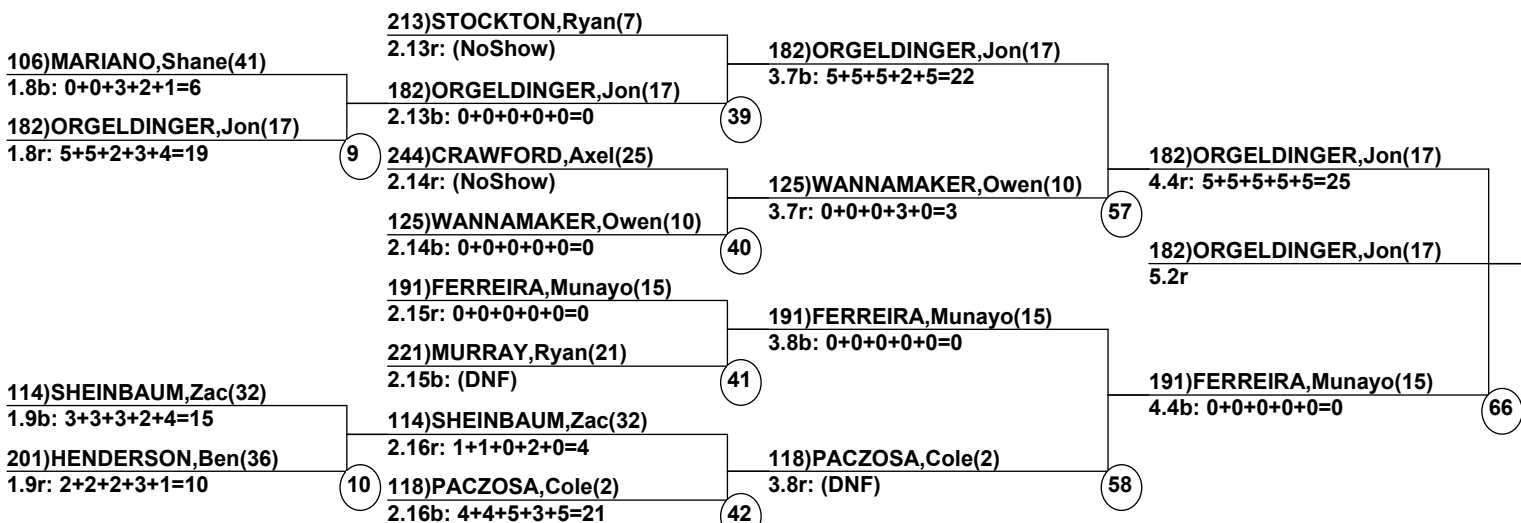 106)MARIANO,Shane(41)
1.8b: 0+0+3+2+1=6
182)ORGELDINGER,Jon(17)
1.8r: 5+5+2+3+4=19
9
114)SHEINBAUM,Zac(32)
1.9b: 3+3+3+2+4=15
201)HENDERSON,Ben(36)
1.9r: 2+2+2+3+1=10
10
213)STOCKTON,Ryan(7)
2.13r: (NoShow)
182)ORGELDINGER,Jon(17)
2.13b: 0+0+0+0+0=0
39
244)CRAWFORD,Axel(25)
2.14r: (NoShow)
125)WANNAMAKER,Owen(10)
2.14b: 0+0+0+0+0=0
40
191)FERREIRA,Munayo(15)
2.15r: 0+0+0+0+0=0
221)MURRAY,Ryan(21)
2.15b: (DNF)
41
114)SHEINBAUM,Zac(32)
2.16r: 1+1+0+2+0=4
118)PACZOSA,Cole(2)
2.16b: 4+4+5+3+5=21
42
182)ORGELDINGER,Jon(17)
3.7b: 5+5+5+2+5=22
125)WANNAMAKER,Owen(10)
3.7r: 0+0+0+3+0=3
57
191)FERREIRA,Munayo(15)
3.8b: 0+0+0+0+0=0
118)PACZOSA,Cole(2)
3.8r: (DNF)
58
182)ORGELDINGER,Jon(17)
4.4r: 5+5+5+5+5=25
182)ORGELDINGER,Jon(17)
5.2r
191)FERREIRA,Munayo(15)
4.4b: 0+0+0+0+0=0
66